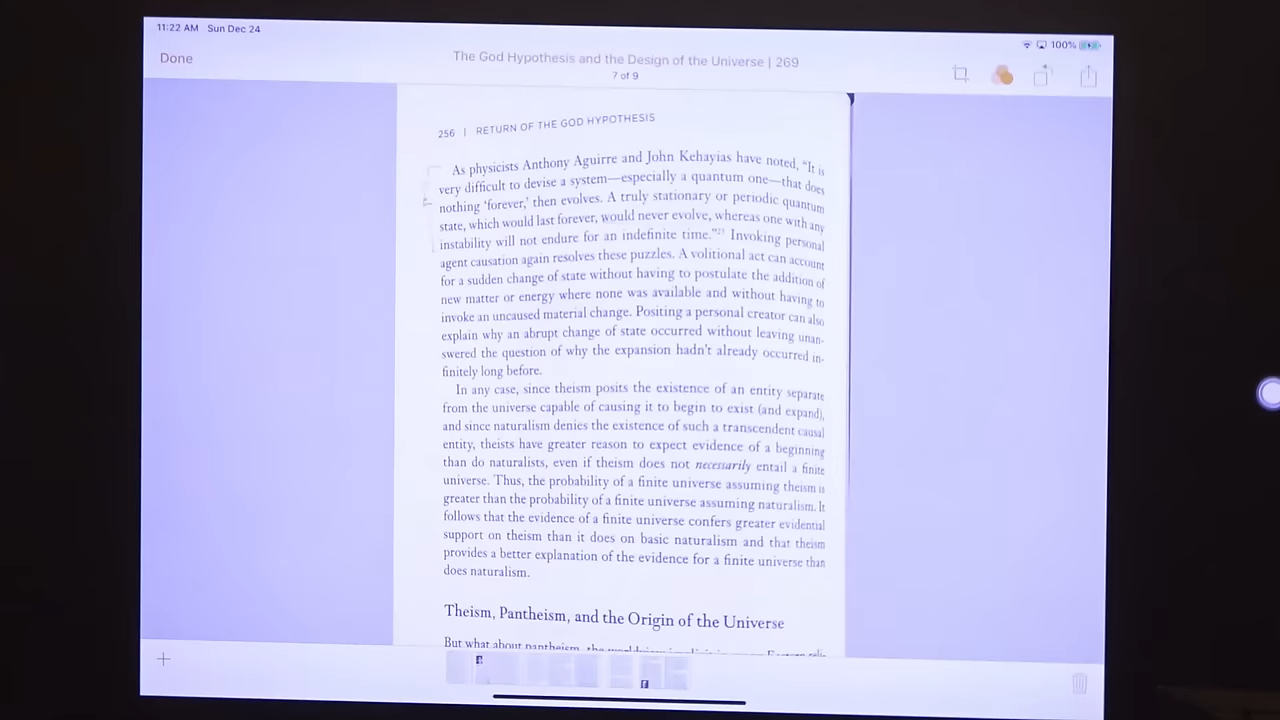 11:22 AM Sun Dec 24
100%
Done
The God Hypothesis and the Design of the Universe | 269
7 of 9
256 | RETURN OF THE GOD HYPOTHESIS
As physicists Anthony Aguirre and John Kehayias have noted, “It is
very difficult to devise a system—especially a quantum one—that does
nothing ‘forever,’ then evolves. A truly stationary or periodic quantum
state, which would last forever, would never evolve, whereas one with any
instability will not endure for an indefinite time.” Invoking personal
agent causation again resolves these puzzles. A volitional act can account
for a sudden change of state without having to postulate the addition of
new matter or energy where none was available and without having to
invoke an uncaused material change. Positing a personal creator can also
explain why an abrupt change of state occurred without leaving unan-
swered the question of why the expansion hadn’t already occurred in-
finitely long before.
In any case, since theism posits the existence of an entity separate
from the universe capable of causing it to begin to exist (and expand),
and since naturalism denies the existence of such a transcendent causal
entity, theists have greater reason to expect evidence of a beginning
than do naturalists, even if theism does not necessarily entail a finite
universe. Thus, the probability of a finite universe assuming theism is
greater than the probability of a finite universe assuming naturalism. It
follows that the evidence of a finite universe confers greater evidential
support on theism than it does on basic naturalism and that theism
provides a better explanation of the evidence for a finite universe than
does naturalism.
Theism, Pantheism, and the Origin of the Universe
But what about pantheism, the